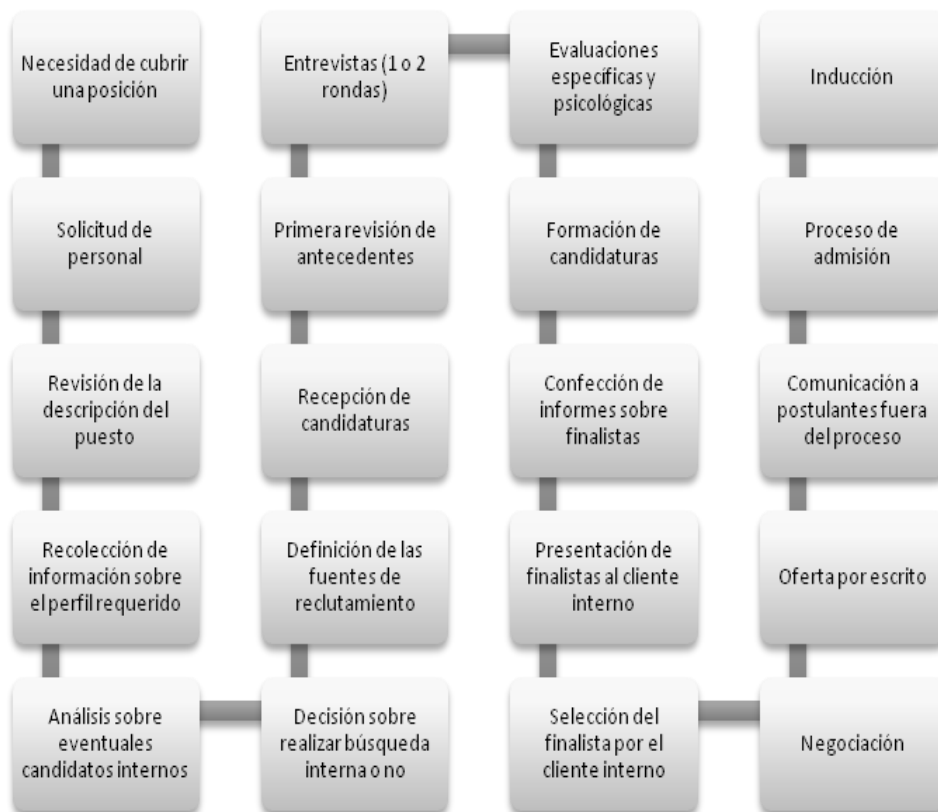 Necesidad de cubrir
una posición
Solicitud de
personal
Revisión de la
descripción del
puesto
Recolección de
información sobre
el perfil requerido
Análisis sobre
eventuales
candidatos internos
Decisión sobre
realizar búsqueda
interna o no
Definición de las
fuentes de
reclutamiento
Recepción de
candidaturas
Primera revisión de
antecedentes
Entrevistas (1 o 2
rondas)
Evaluaciones
específicas y
psicológicas
Formación de
candidaturas
Confección de
informes sobre
finalistas
Presentación de
finalistas al cliente
interno
Selección del
finalista por el
cliente interno
Negociación
Oferta por escrito
Comunicación a
postulantes fuera
del proceso
Proceso de
admisión
Inducción